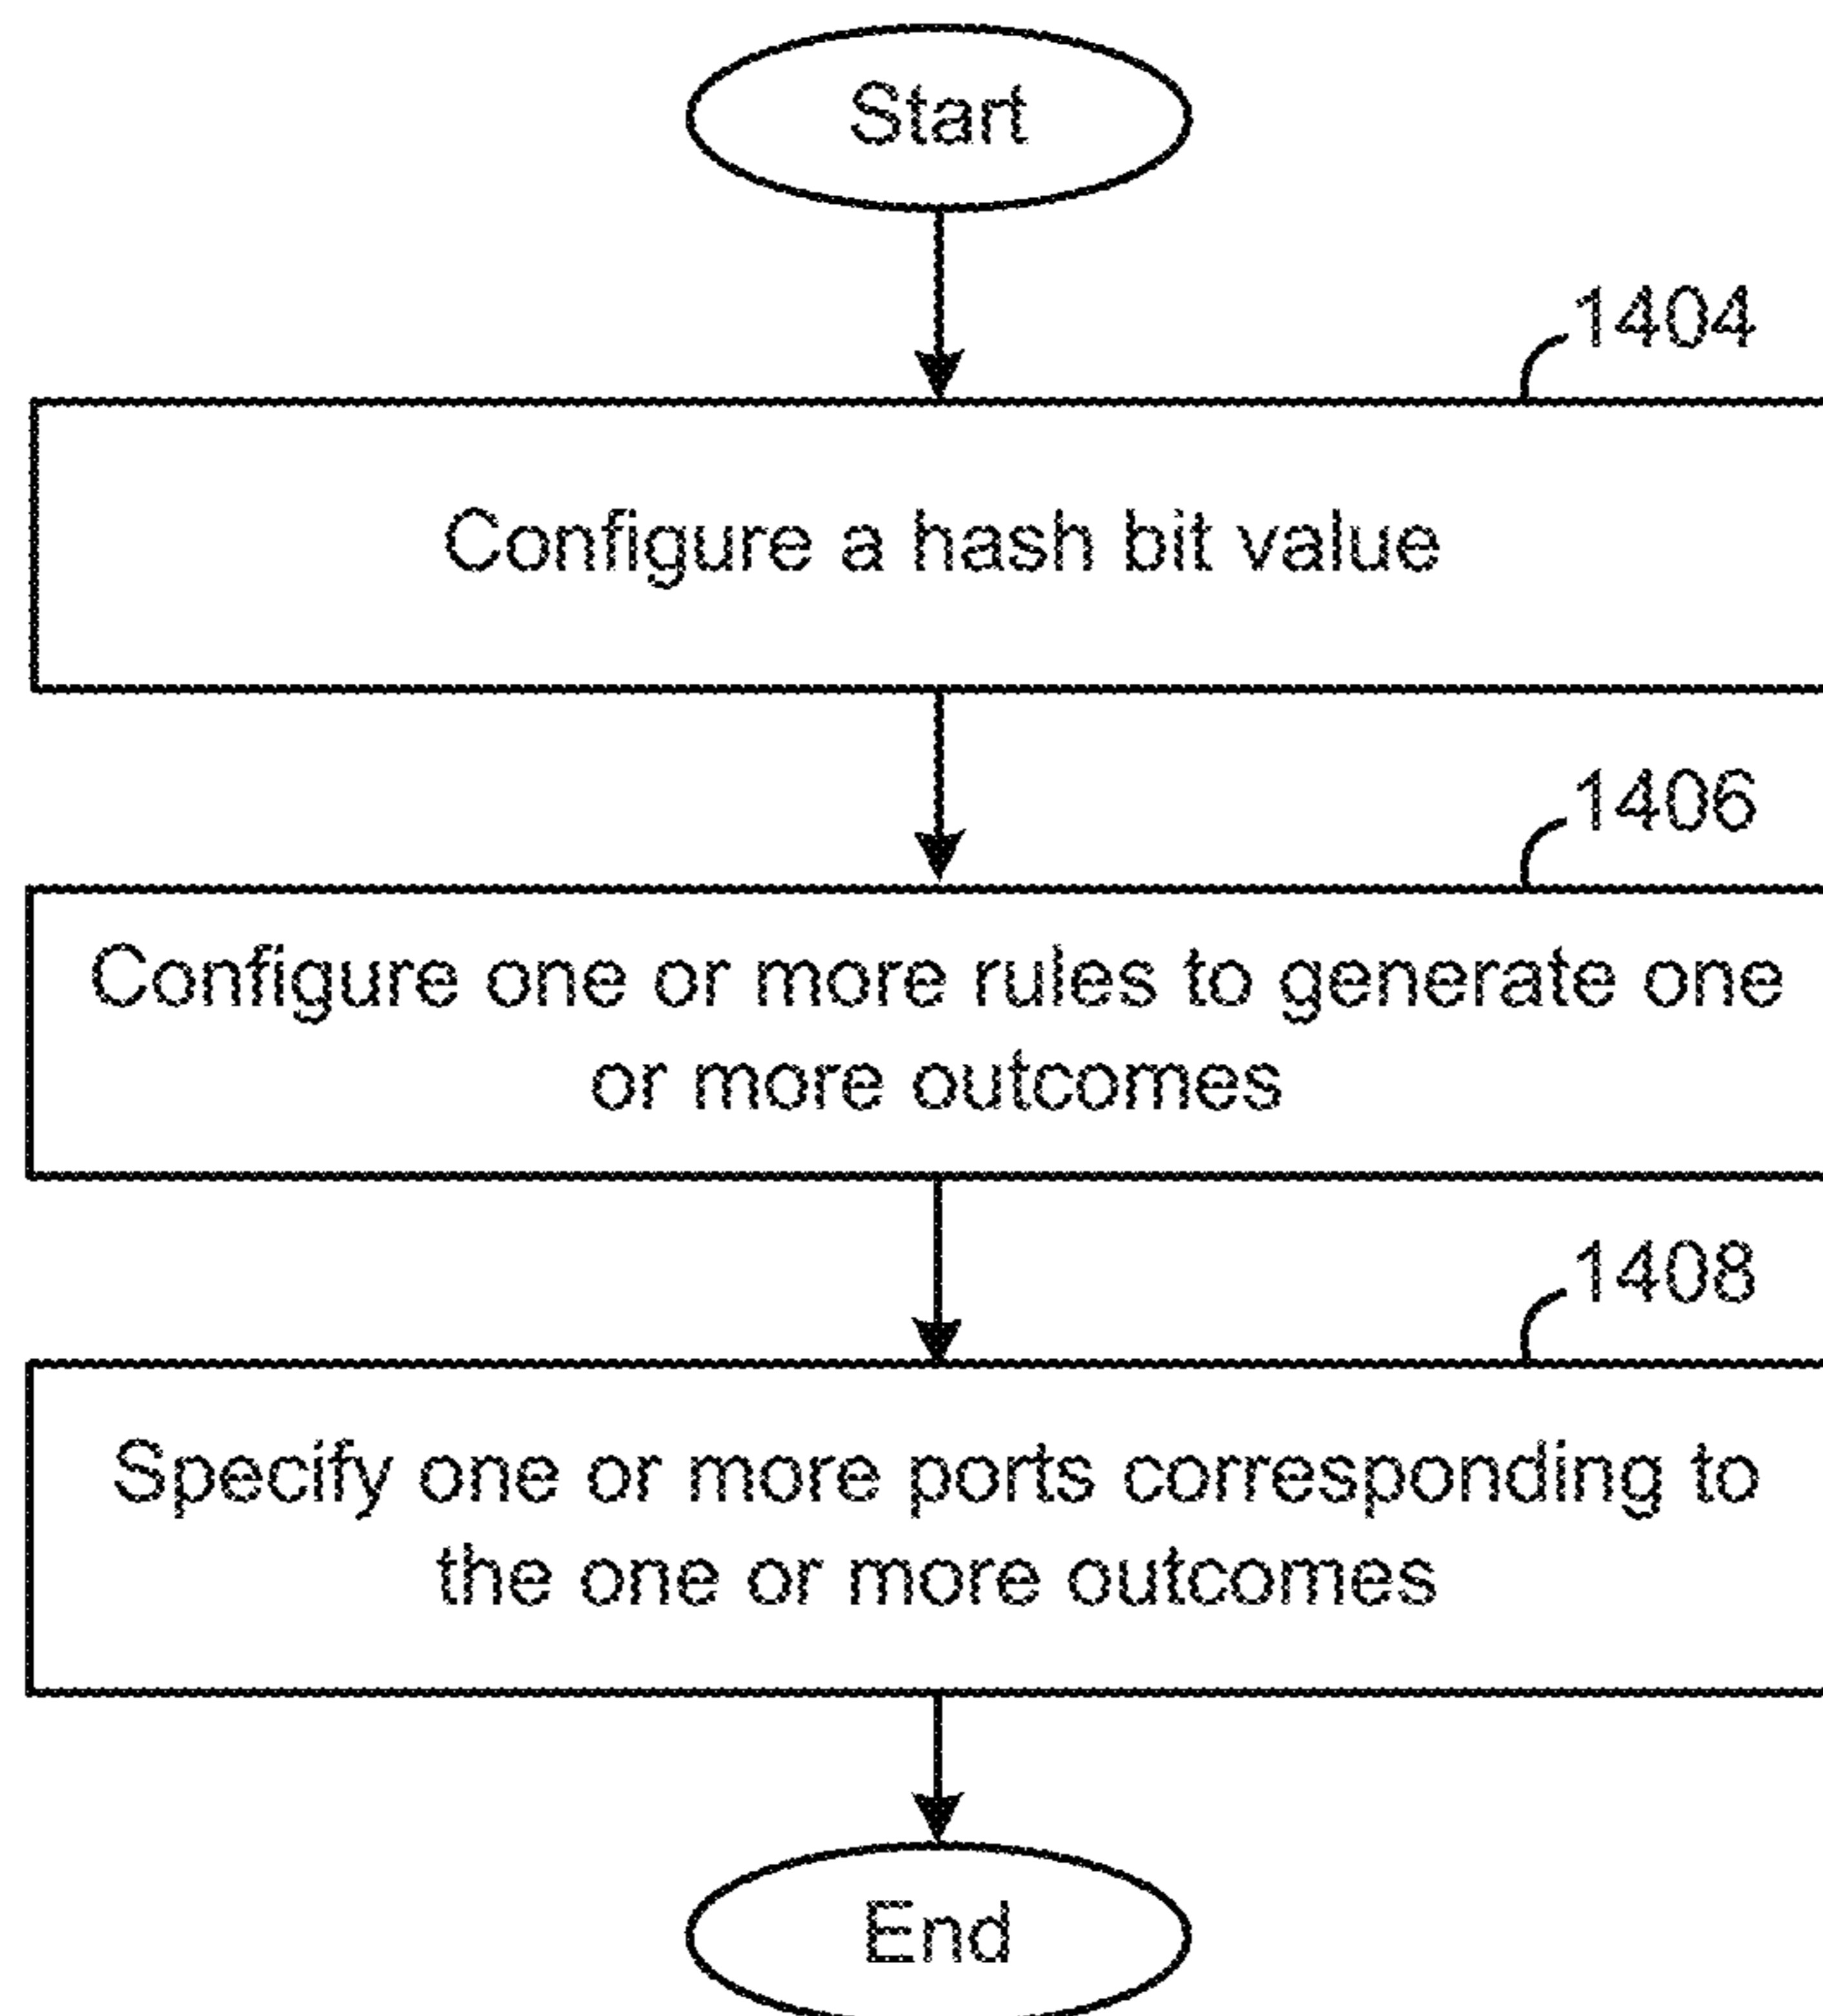 Start
1404
Configure a hash bit value
1406
Configure one or more rules to generate one
or more outcomes
1408
Specify one or more ports corresponding to
the one or more outcomes
End